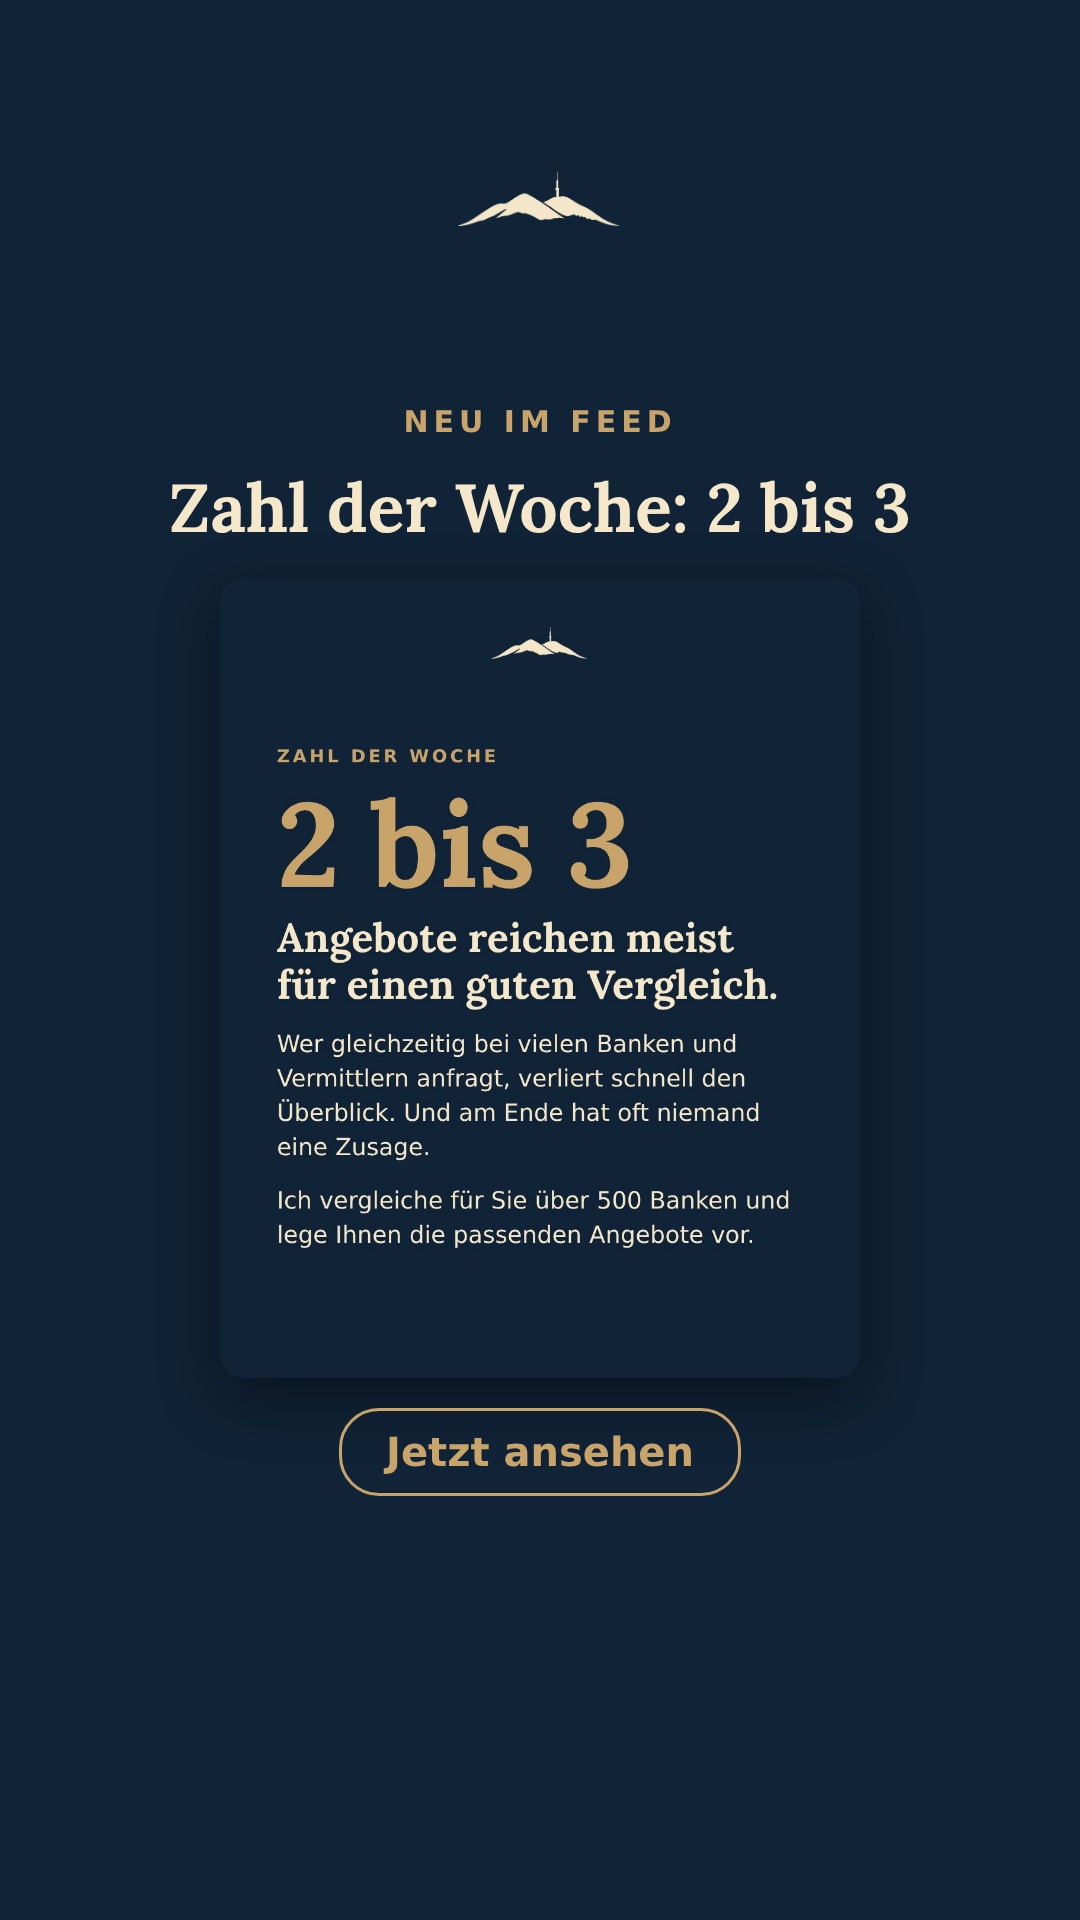 NEU IM FEED
Zahl der Woche: 2 bis 3
ZAHL DER WOCHE
2 bis 3
Angebote reichen meist
für einen guten Vergleich.
Wer gleichzeitig bei vielen Banken und
Vermittlern anfragt, verliert schnell den
Überblick. Und am Ende hat oft niemand
eine Zusage.
Ich vergleiche für Sie über 500 Banken und
lege Ihnen die passenden Angebote vor.
Jetzt ansehen